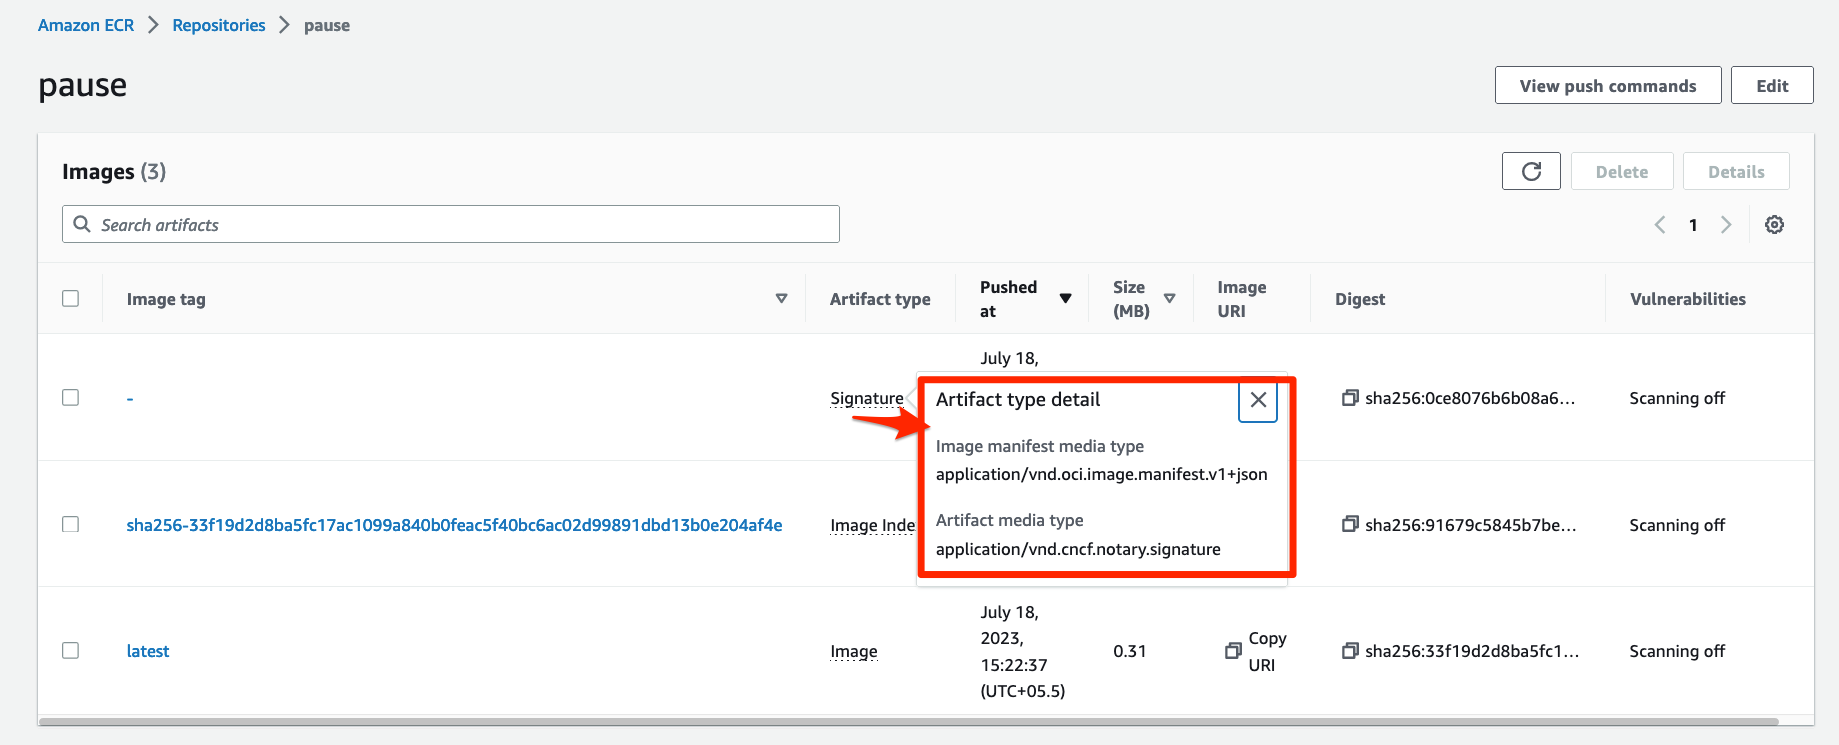 Amazon ECR > Repositories > pause
pause
View push commands
Edit
Images (3)
Delete
Details
Search artifacts
1
Image tag
Artifact type
Pushed
at
Size
(MB)
Image
URI
Digest
Vulnerabilities
July 18,
-
Signature
sha256:0ce8076b6b08a6...
Scanning off
Artifact type detail
Image manifest media type
application/vnd.oci.image.manifest.v1+json
Artifact media type
application/vnd.cncf.notary.signature
sha256-33f19d2d8ba5fc17ac1099a840b0feac5f40bc6ac02d99891dbd13b0e204af4e
Image Inde
sha256:91679c5845b7be...
Scanning off
latest
Image
July 18,
2023,
15:22:37
(UTC+05.5)
0.31
Copy
URI
sha256:33f19d2d8ba5fc1...
Scanning off